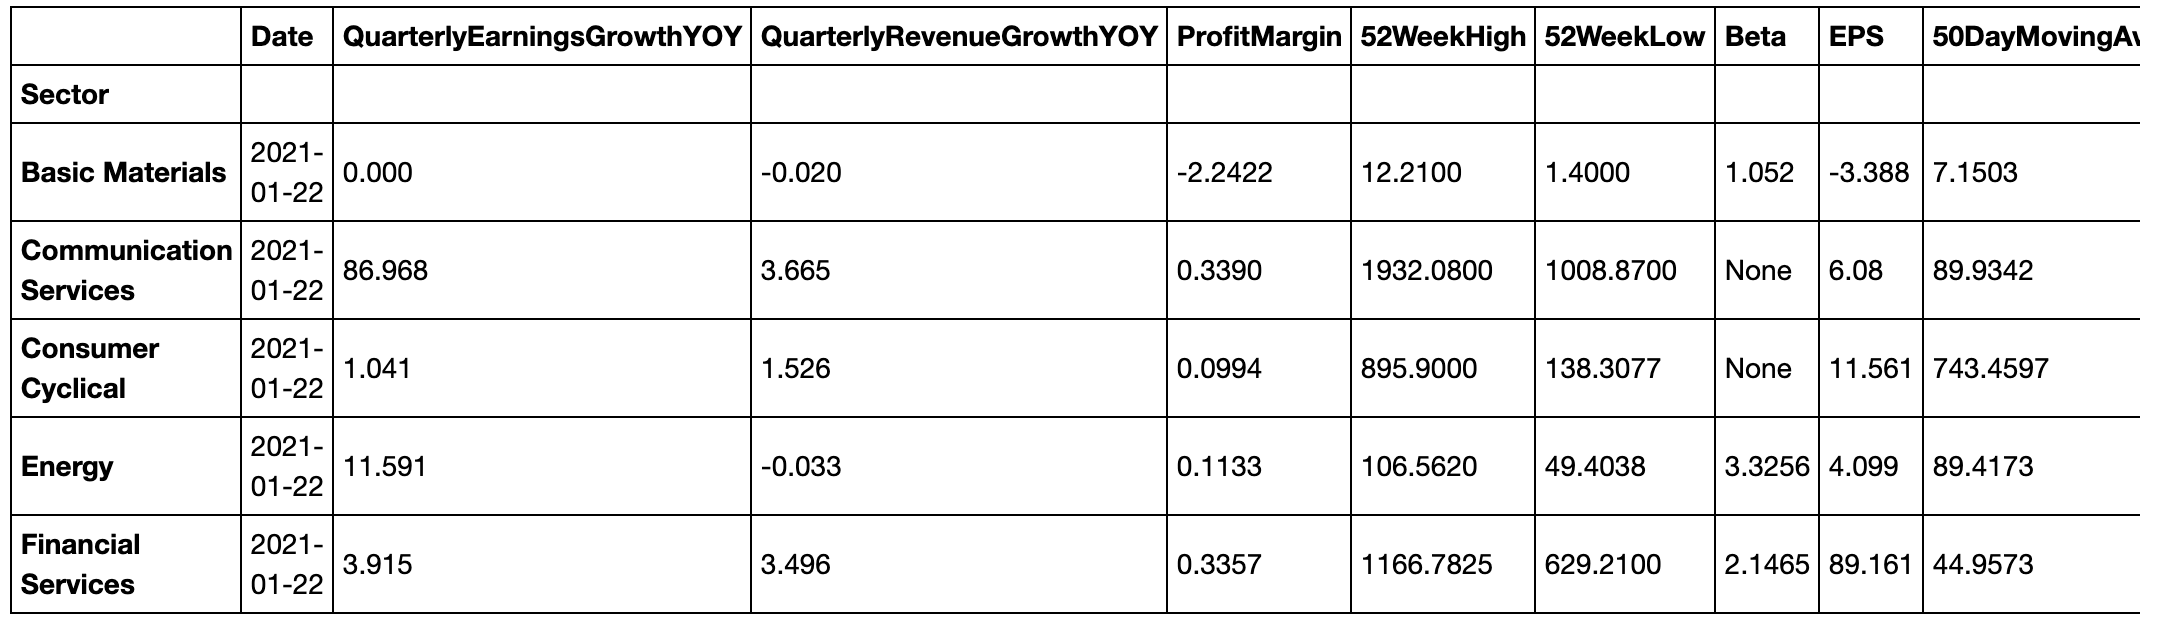 Date QuarterlyEarningsGrowthYOY QuarterlyRevenueGrowthYOY ProfitMargin 52WeekHigh 52WeekLow Beta EPS 50DayMovingAv
Sector
Basic Materials 2021-01-22 0.000 -0.020 -2.2422 12.2100 1.4000 1.052 -3.388 7.1503
Communication Services 2021-01-22 86.968 3.665 0.3390 1932.0800 1008.8700 None 6.08 89.9342
Consumer Cyclical 2021-01-22 1.041 1.526 0.0994 895.9000 138.3077 None 11.561 743.4597
Energy 2021-01-22 11.591 -0.033 0.1133 106.5620 49.4038 3.3256 4.099 89.4173
Financial Services 2021-01-22 3.915 3.496 0.3357 1166.7825 629.2100 2.1465 89.161 44.9573